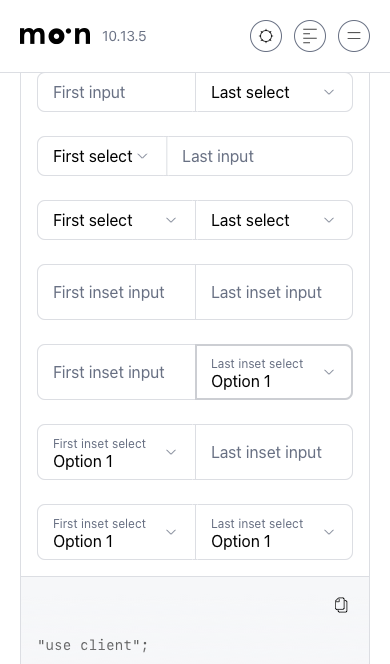 moon 10.13.5
First input Last select
First select Last input
First select Last select
First inset input Last inset input
First inset input Last inset select
Option 1
First inset select Last inset input
Option 1
First inset select Last inset select
Option 1 Option 1
"use client";